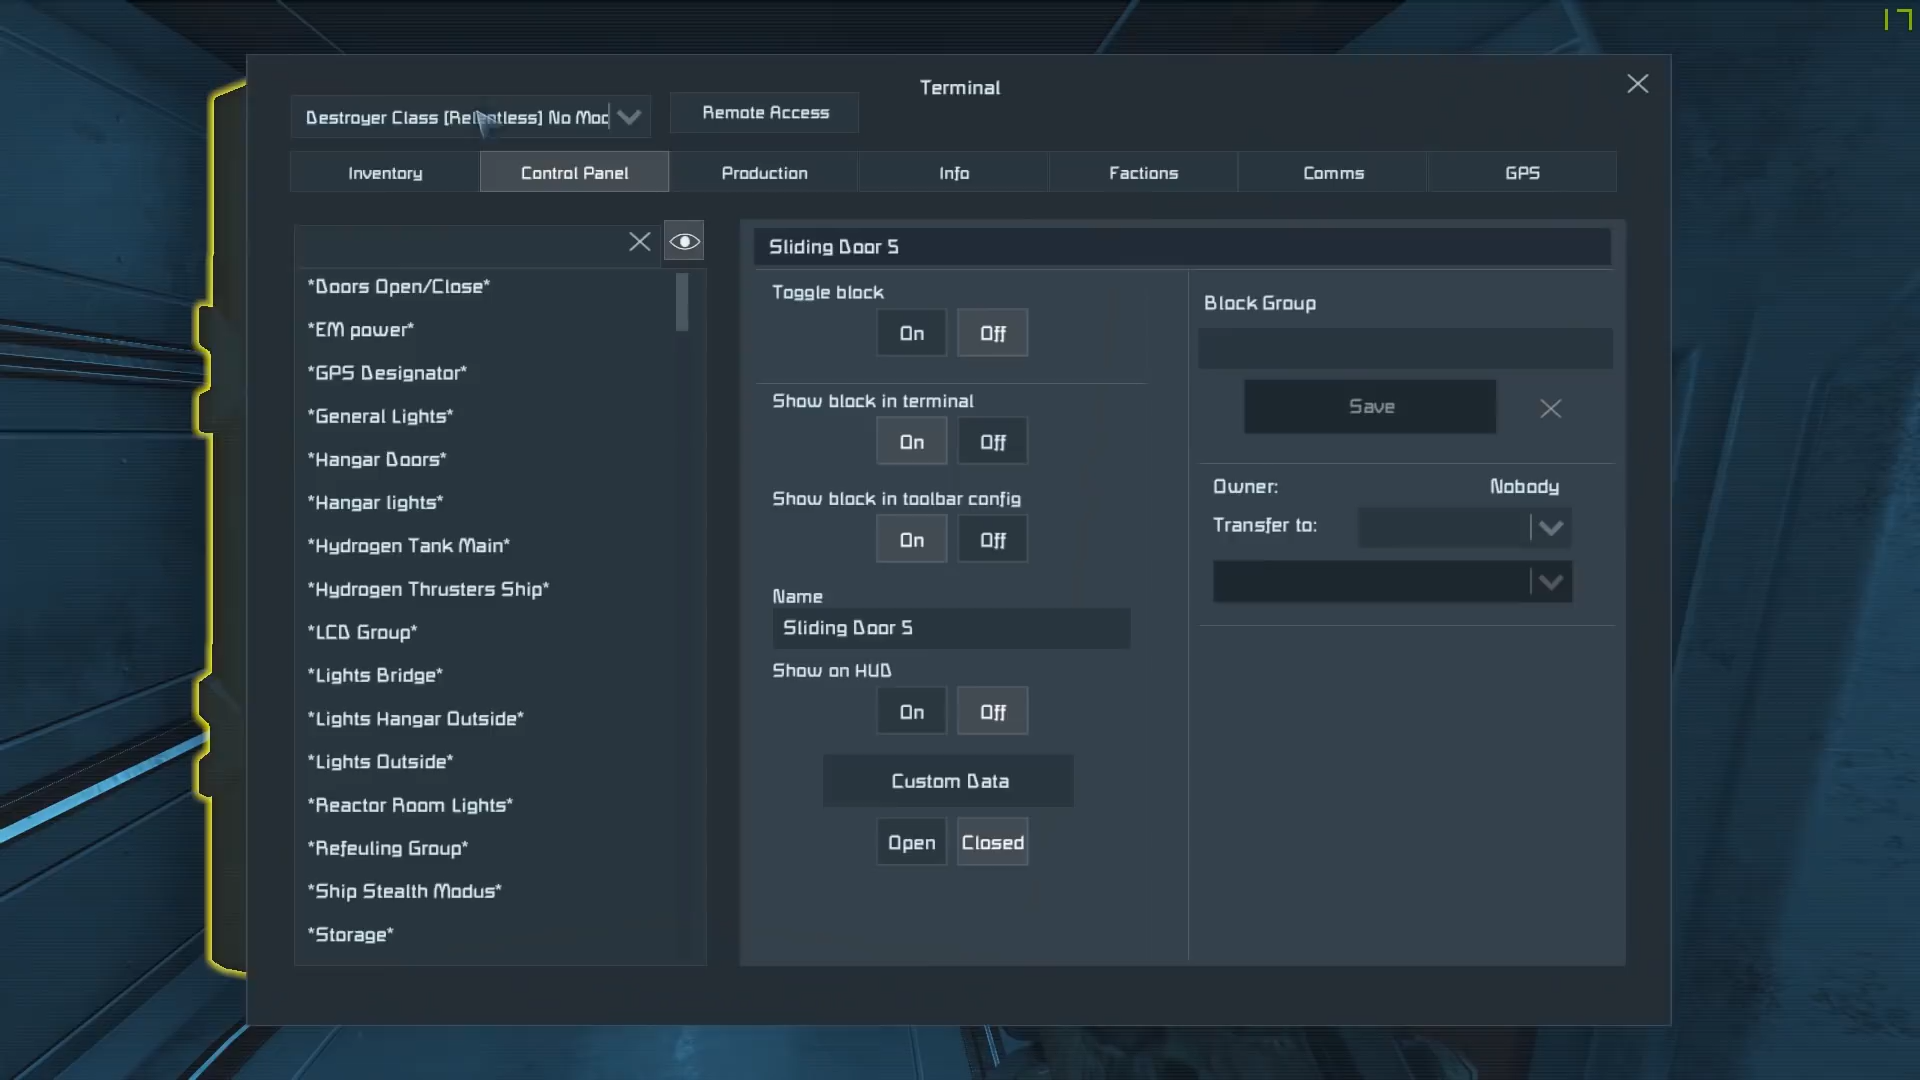 17
Terminal
Destroyer Class [Relentless] No Mod
Remote Access
Inventory
Control Panel
Production
Info
Factions
Comms
GPS
*Doors Open/Close*
*EM power*
*GPS Designator*
*General Lights*
*Hangar Doors*
*Hangar lights*
*Hydrogen Tank Main*
*Hydrogen Thrusters Ship*
*LCD Group*
*Lights Bridge*
*Lights Hangar Outside*
*Lights Outside*
*Reactor Room Lights*
*Refeuling Group*
*Ship Stealth Modus*
*Storage*
Sliding Door 5
Toggle block
On
Off
Show block in terminal
On
Off
Show block in toolbar config
On
Off
Name
Sliding Door 5
Show on HUD
On
Off
Custom Data
Open
Closed
Block Group
Save
Owner:
Nobody
Transfer to: